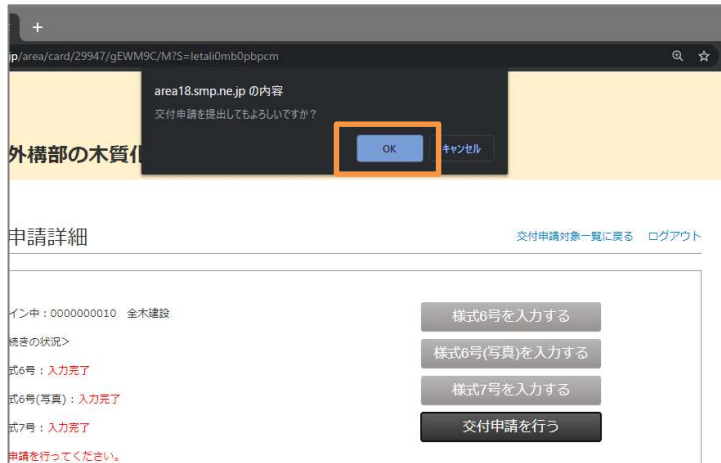 +
jp/area/card/29947/gEWM9C/M?S=letali0mb0pbpcm
area18.smp.ne.jp の内容
交付申請を提出してもよろしいですか？
OK
キャンセル
外構部の木質化
申請詳細
交付申請対象一覧に戻る ログアウト
イン中：0000000010 金木建設
続きの状況>
式6号：入力完了
式6号(写真)：入力完了
式7号：入力完了
申請を行ってください。
様式6号を入力する
様式6号(写真)を入力する
様式7号を入力する
交付申請を行う